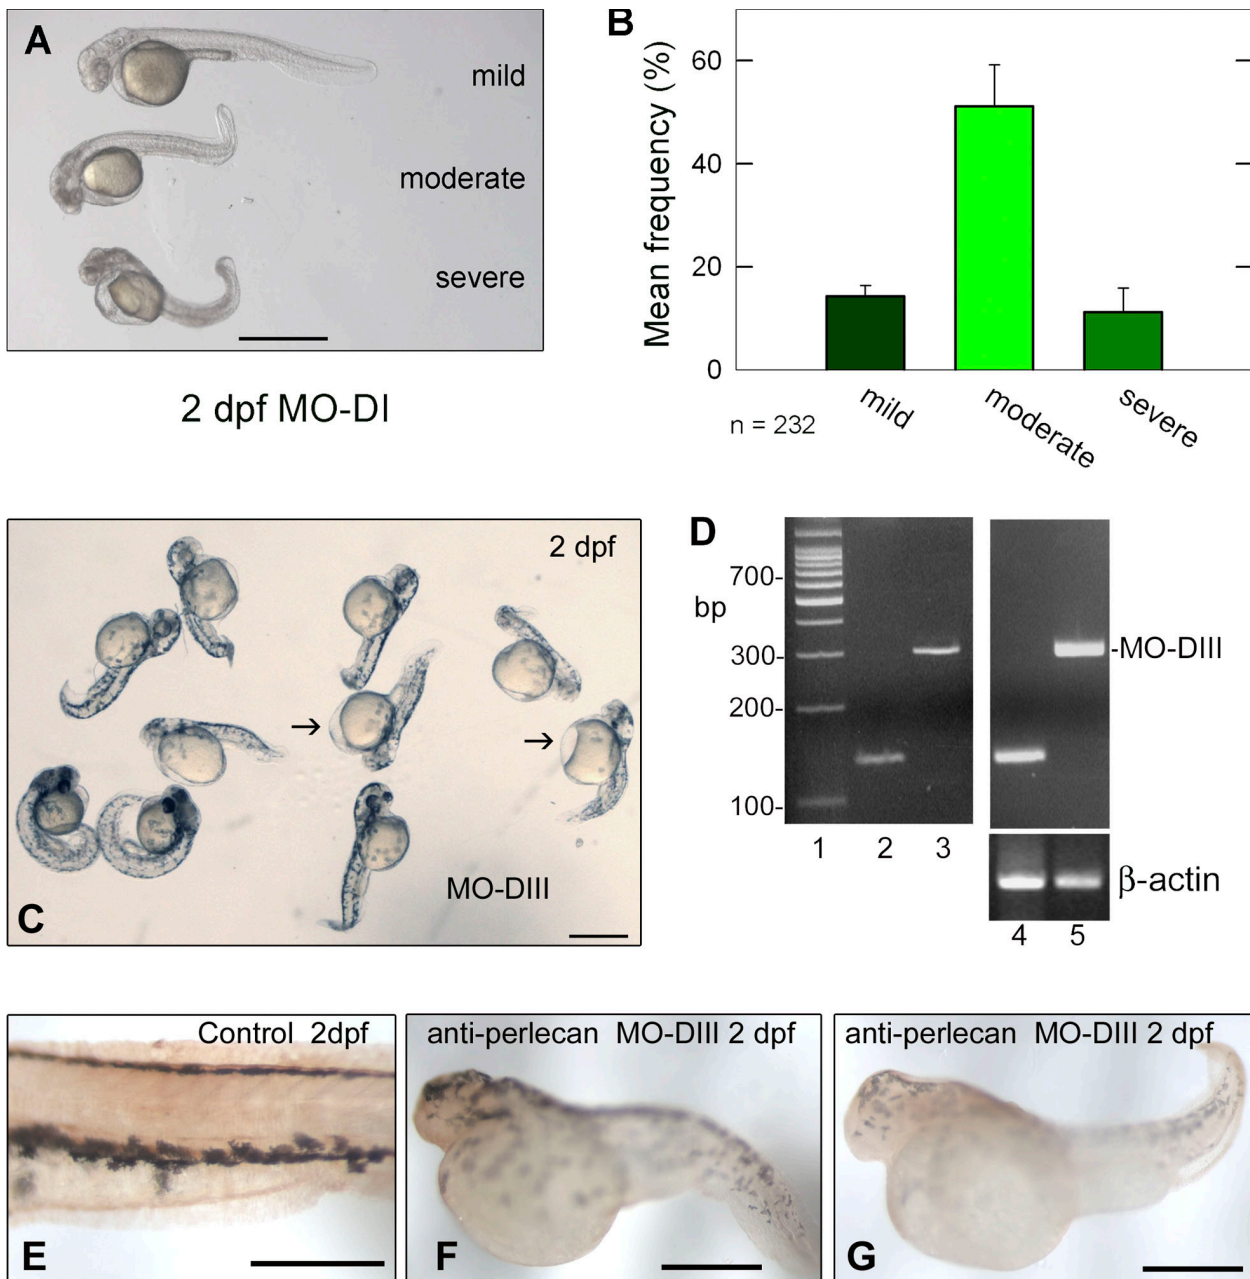 A
mild
moderate
severe
2 dpf MO-DI
B
Mean frequency (%)
60
40
20
0
mild
moderate
severe
n = 232
2 dpf
MO-DIII
C
D
bp
700-
300-
200-
100-
-MO-DIII
1 2 3
β-actin
4 5
Control 2dpf
E
anti-perlecan MO-DIII 2 dpf
F
anti-perlecan MO-DIII 2 dpf
G